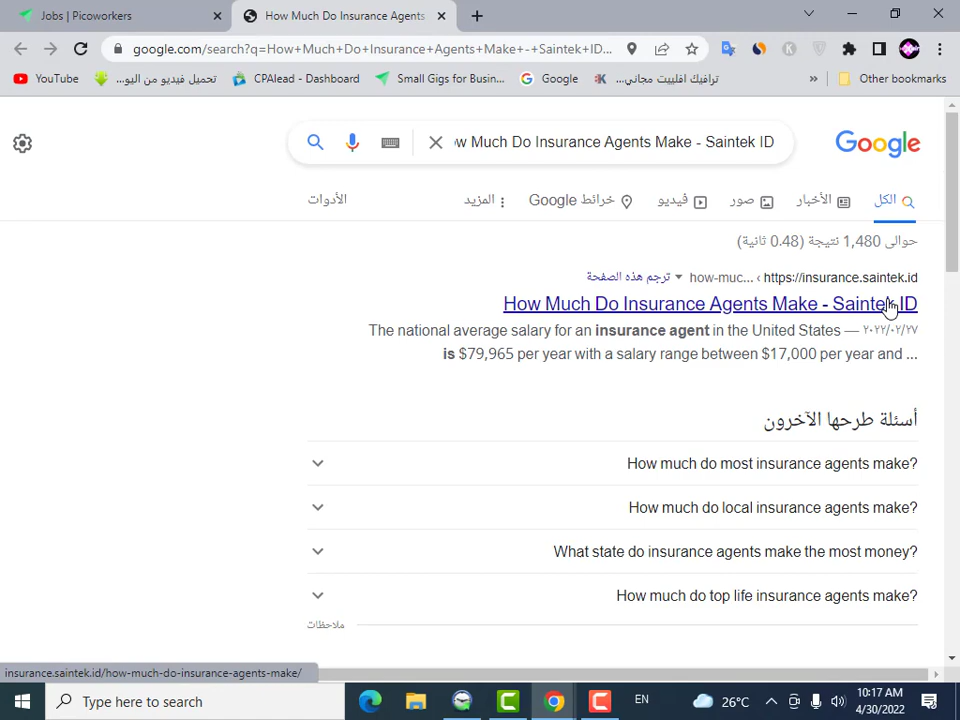 Jobs | Picoworkers
How Much Do Insurance Agents
google.com/search?q=How+Much+Do+Insurance+Agents+Make+-+Saintek+ID...
YouTube
تحميل فيديو من اليو...
CPAlead - Dashboard
Small Gigs for Busin...
Google
ترافيك افلييت مجاني...
»
Other bookmarks
w Much Do Insurance Agents Make - Saintek ID
Google
الكل
الأخبار
صور
فيديو
خرائط Google
المزيد
الأدوات
حوالى 1,480 نتيجة (0.48 ثانية)
https://insurance.saintek.id › how-muc... ترجم هذه الصفحة
How Much Do Insurance Agents Make - Saintek ID
٢٧‏/٠٢‏/٢٠٢٢ — The national average salary for an insurance agent in the United States
is $79,965 per year with a salary range between $17,000 per year and ...
أسئلة طرحها الآخرون
How much do most insurance agents make?
How much do local insurance agents make?
What state do insurance agents make the most money?
How much do top life insurance agents make?
ملاحظات
insurance.saintek.id/how-much-do-insurance-agents-make/
Type here to search
EN
26°C
10:17 AM
4/30/2022